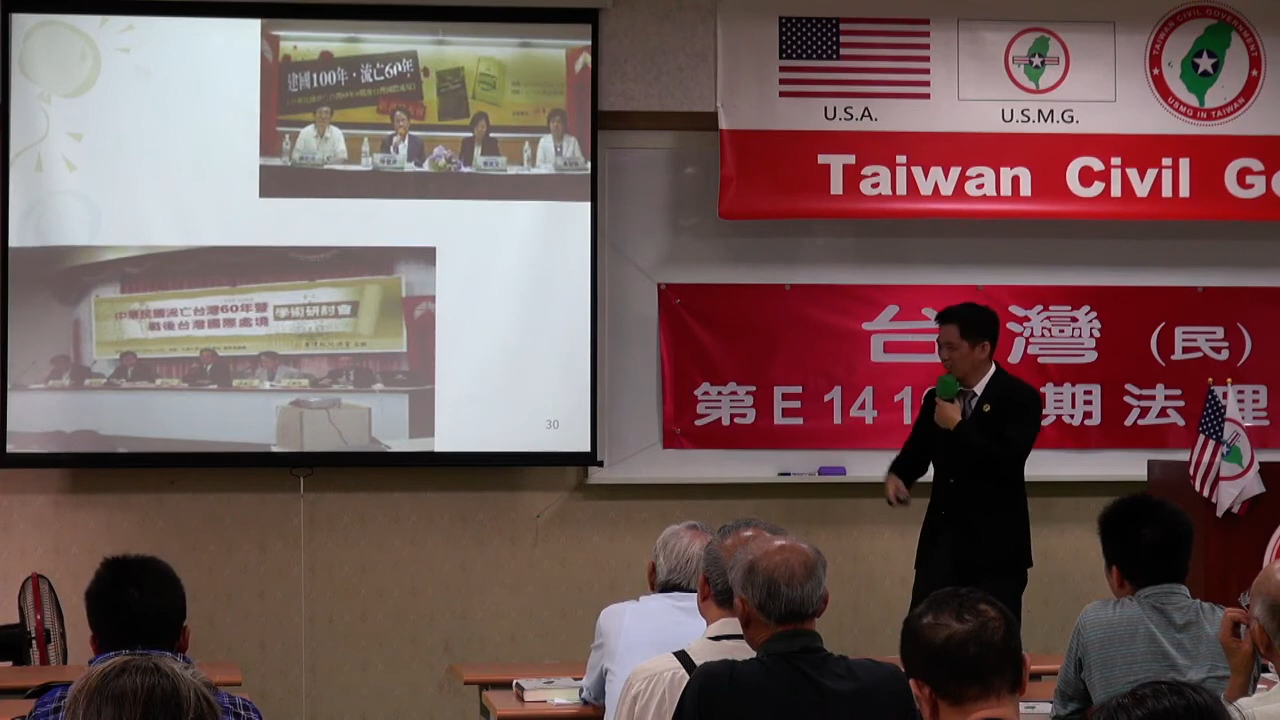 建國100年‧流亡60年
中華民國流亡台灣60年暨
戰後台灣國際處境
學術研討會
30
U.S.A.
U.S.M.G.
TAIWAN CIVIL GOVERNMENT
USMG IN TAIWAN
Taiwan Civil
台灣(民)
第E141
期法理